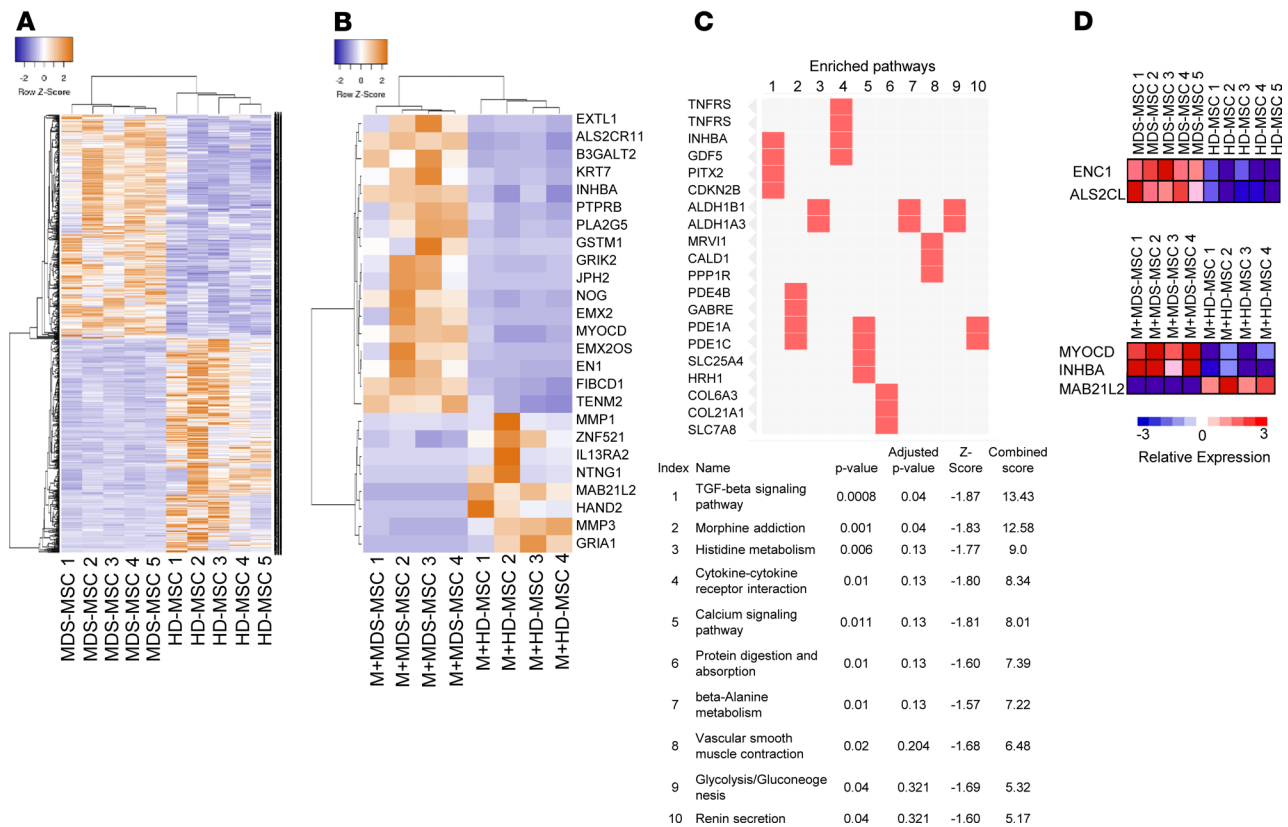 A
-2 0 2
Row Z-Score
MDS-MSC 1
MDS-MSC 2
MDS-MSC 3
MDS-MSC 4
MDS-MSC 5
HD-MSC 1
HD-MSC 2
HD-MSC 3
HD-MSC 4
HD-MSC 5
B
-2 0 2
Row Z-Score
EXTL1
ALS2CR11
B3GALT2
KRT7
INHBA
PTPRB
PLA2G5
GSTM1
GRIK2
JPH2
NOG
EMX2
MYOCD
EMX2OS
EN1
FIBCD1
TENM2
MMP1
ZNF521
IL13RA2
NTNG1
MAB21L2
HAND2
MMP3
GRIA1
M+MDS-MSC 1
M+MDS-MSC 2
M+MDS-MSC 3
M+MDS-MSC 4
M+HD-MSC 1
M+HD-MSC 2
M+HD-MSC 3
M+HD-MSC 4
C
Enriched pathways
1 2 3 4 5 6 7 8 9 10
TNFRS
TNFRS
INHBA
GDF5
PITX2
CDKN2B
ALDH1B1
ALDH1A3
MRVI1
CALD1
PPP1R
PDE4B
GABRE
PDE1A
PDE1C
SLC25A4
HRH1
COL6A3
COL21A1
SLC7A8
Index Name p-value Adjusted p-value Z-Score Combined score
1 TGF-beta signaling pathway 0.0008 0.04 -1.87 13.43
2 Morphine addiction 0.001 0.04 -1.83 12.58
3 Histidine metabolism 0.006 0.13 -1.77 9.0
4 Cytokine-cytokine receptor interaction 0.01 0.13 -1.80 8.34
5 Calcium signaling pathway 0.011 0.13 -1.81 8.01
6 Protein digestion and absorption 0.01 0.13 -1.60 7.39
7 beta-Alanine metabolism 0.01 0.13 -1.57 7.22
8 Vascular smooth muscle contraction 0.02 0.204 -1.68 6.48
9 Glycolysis/Gluconeoge nesis 0.04 0.321 -1.69 5.32
10 Renin secretion 0.04 0.321 -1.60 5.17
D
MDS-MSC 1
MDS-MSC 2
MDS-MSC 3
MDS-MSC 4
MDS-MSC 5
HD-MSC 1
HD-MSC 2
HD-MSC 3
HD-MSC 4
HD-MSC 5
ENC1
ALS2CL
M+MDS-MSC 1
M+MDS-MSC 2
M+MDS-MSC 3
M+MDS-MSC 4
M+HD-MSC 1
M+HD-MSC 2
M+HD-MSC 3
M+HD-MSC 4
MYOCD
INHBA
MAB21L2
-3 0 3
Relative Expression